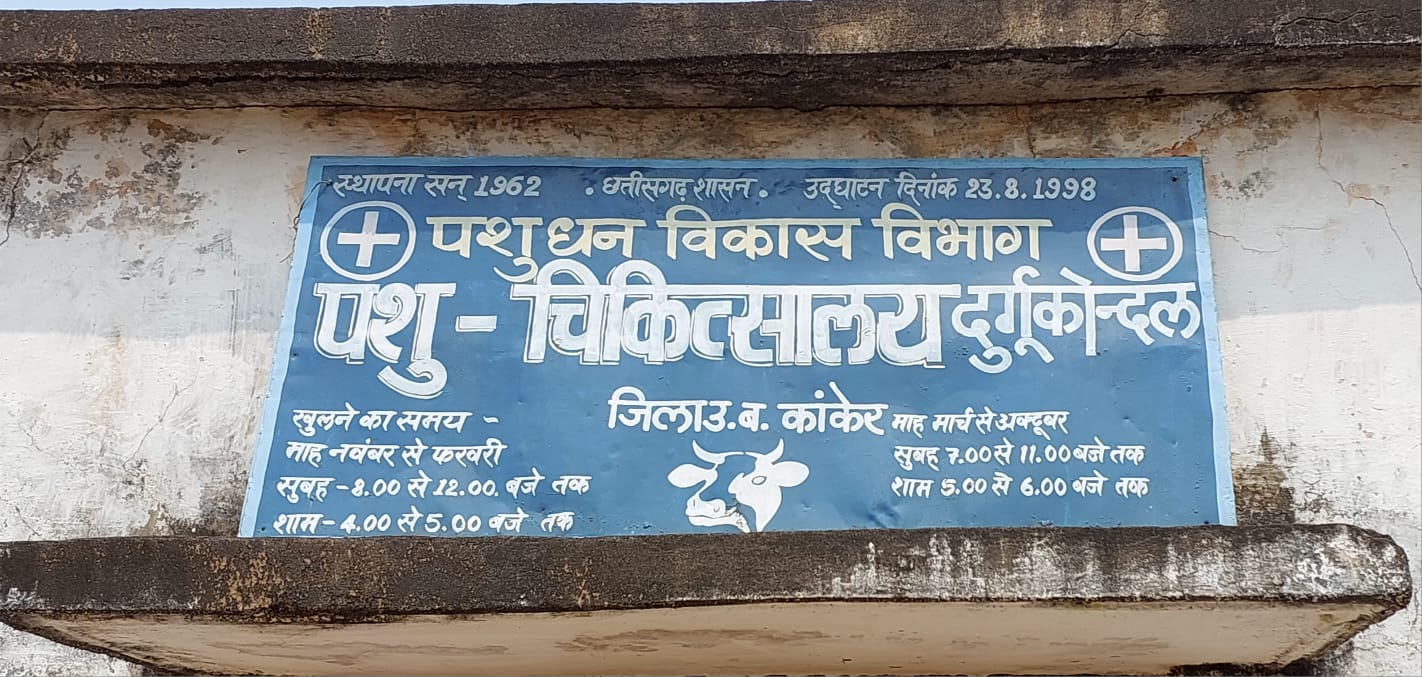 स्थापना सन् 1962 . छत्तीसगढ़ शासन . उद्घाटन दिनांक 23.8.1998
पशुधन विकास विभाग
पशु - चिकित्सालय दुर्गूकोन्दल
जिला उ.ब. कांकेर
खुलने का समय -
माह नवंबर से फरवरी
सुबह - 8.00 से 12.00. बजे तक
शाम - 4.00 से 5.00 बजे तक
माह मार्च से अक्टूबर
सुबह 7.00 से 11.00 बजे तक
शाम 5.00 से 6.00 बजे तक